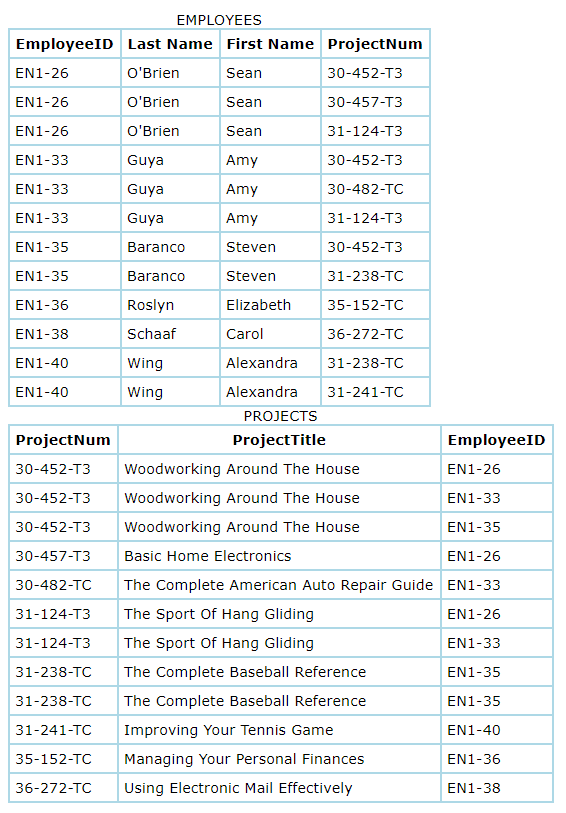 EMPLOYEES
EmployeeID Last Name First Name ProjectNum
EN1-26 O'Brien Sean 30-452-T3
EN1-26 O'Brien Sean 30-457-T3
EN1-26 O'Brien Sean 31-124-T3
EN1-33 Guya Amy 30-452-T3
EN1-33 Guya Amy 30-482-TC
EN1-33 Guya Amy 31-124-T3
EN1-35 Baranco Steven 30-452-T3
EN1-35 Baranco Steven 31-238-TC
EN1-36 Roslyn Elizabeth 35-152-TC
EN1-38 Schaaf Carol 36-272-TC
EN1-40 Wing Alexandra 31-238-TC
EN1-40 Wing Alexandra 31-241-TC
PROJECTS
ProjectNum ProjectTitle EmployeeID
30-452-T3 Woodworking Around The House EN1-26
30-452-T3 Woodworking Around The House EN1-33
30-452-T3 Woodworking Around The House EN1-35
30-457-T3 Basic Home Electronics EN1-26
30-482-TC The Complete American Auto Repair Guide EN1-33
31-124-T3 The Sport Of Hang Gliding EN1-26
31-124-T3 The Sport Of Hang Gliding EN1-33
31-238-TC The Complete Baseball Reference EN1-35
31-238-TC The Complete Baseball Reference EN1-35
31-241-TC Improving Your Tennis Game EN1-40
35-152-TC Managing Your Personal Finances EN1-36
36-272-TC Using Electronic Mail Effectively EN1-38